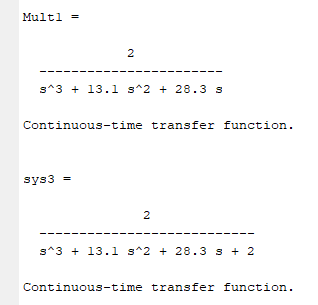 Mult1 =
2
-----------------------
s^3 + 13.1 s^2 + 28.3 s
Continuous-time transfer function.
sys3 =
2
---------------------------
s^3 + 13.1 s^2 + 28.3 s + 2
Continuous-time transfer function.